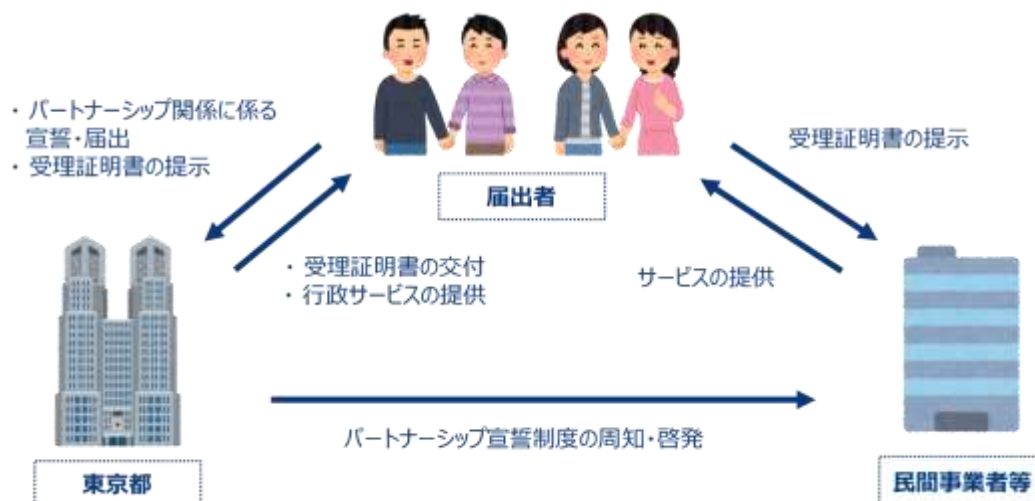 ・ パートナーシップ関係に係る
宣誓・届出
・ 受理証明書の提示
受理証明書の提示
届出者
・ 受理証明書の交付
・ 行政サービスの提供
サービスの提供
パートナーシップ宣誓制度の周知・啓発
東京都
民間事業者等